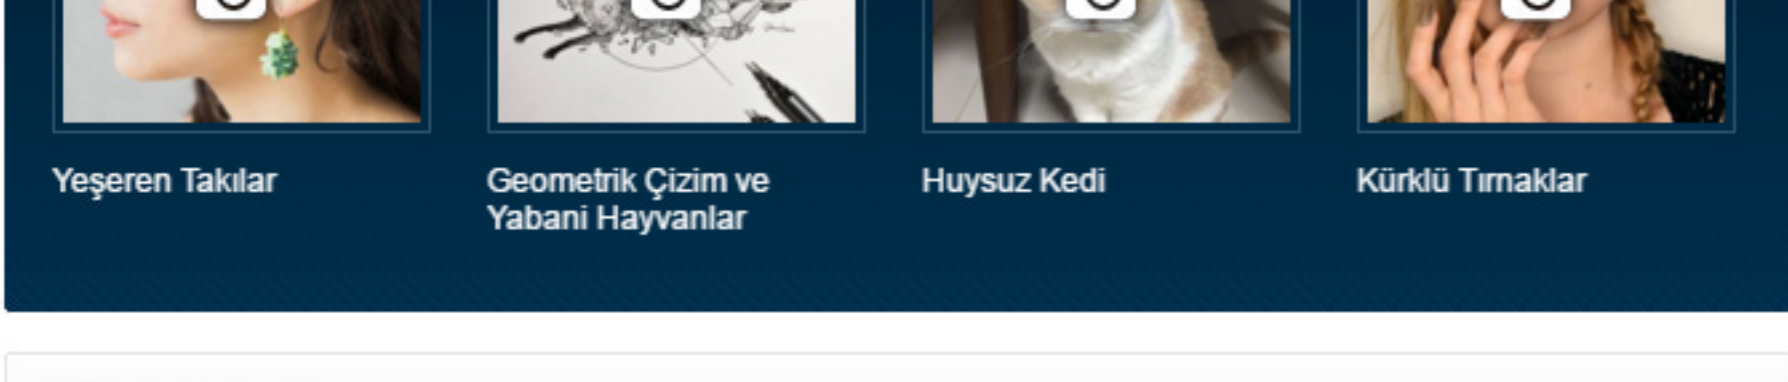 Yeşeren Takılar
Geometrik Çizim ve
Yabani Hayvanlar
Huysuz Kedi
Kürklü Tırnaklar